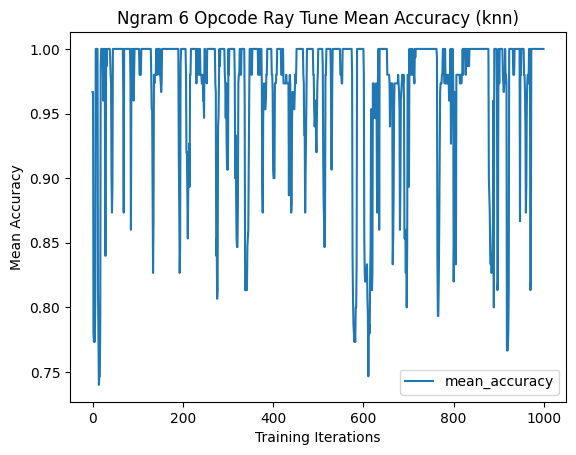 Ngram 6 Opcode Ray Tune Mean Accuracy (knn)
1.00
0.95
0.90
0.85
0.80
0.75
Mean Accuracy
mean_accuracy
0 200 400 600 800 1000
Training Iterations